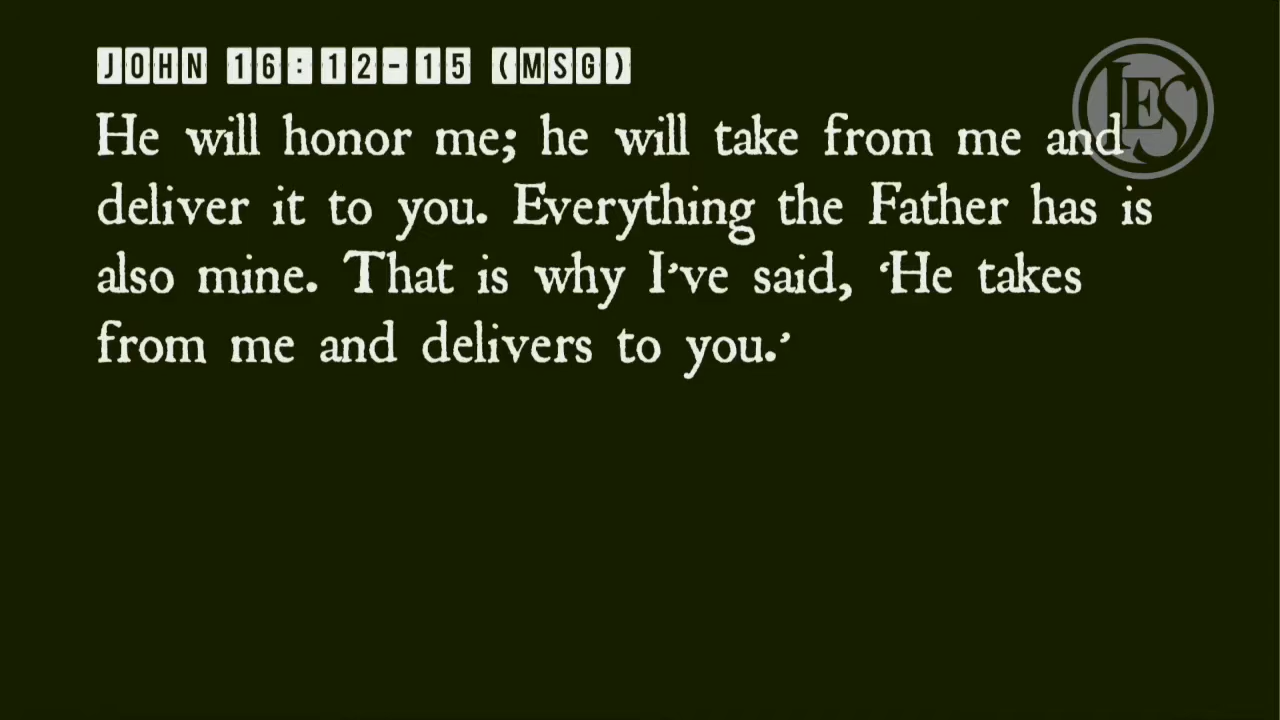 JOHN 16:12-15 (MSG)
He will honor me; he will take from me and
deliver it to you. Everything the Father has is
also mine. That is why I've said, 'He takes
from me and delivers to you.'
IES